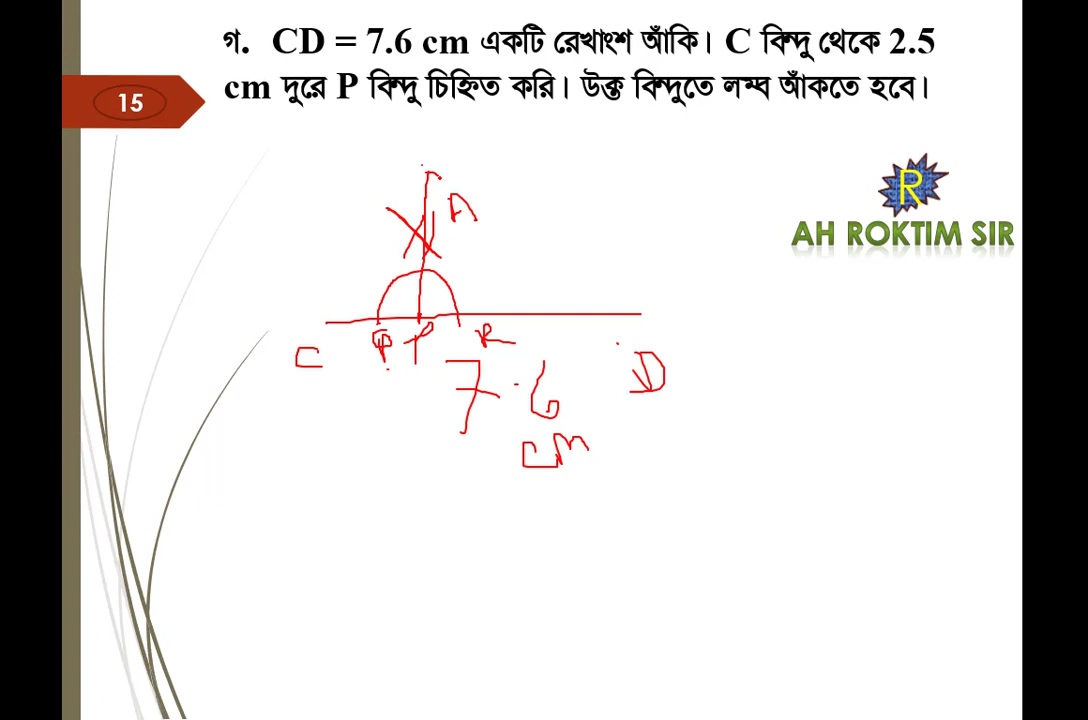 গ. CD = 7.6 cm একটি রেখাংশ আঁকি। C বিন্দু থেকে 2.5
15
cm দুরে P বিন্দু চিহ্নিত করি। উক্ত বিন্দুতে লম্ব আঁকতে হবে।
R
AH ROKTIM SIR
A
P R
C D
7.6
cm